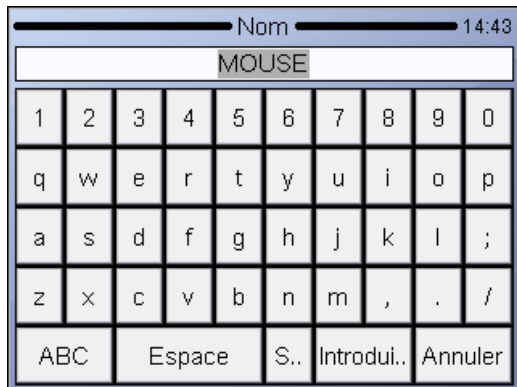 Nom 14:43
MOUSE
1 2 3 4 5 6 7 8 9 0
q w e r t y u i o p
a s d f g h j k l ;
z x c v b n m , . /
ABC Espace S.. Introdui.. Annuler